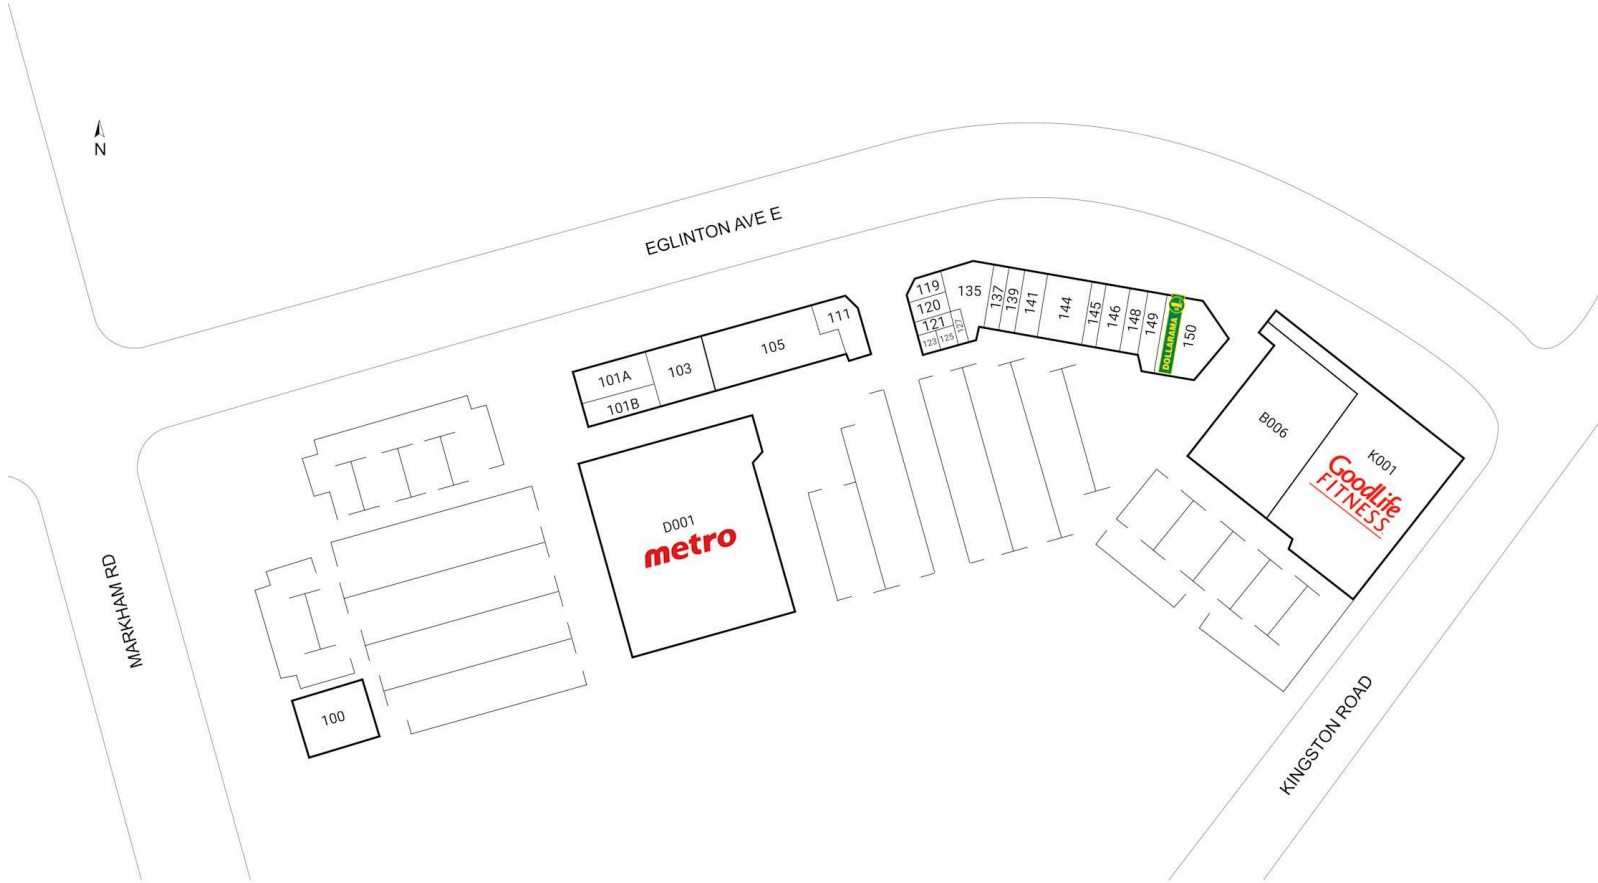 N
EGLINTON AVE E
MARKHAM RD
KINGSTON ROAD
101A
101B
103
105
111
119
120
121
123
125
127
135
137
139
141
144
145
146
148
149
DOLLARAMA
150
B006
K001
GoodLife
FITNESS
D001
metro
100